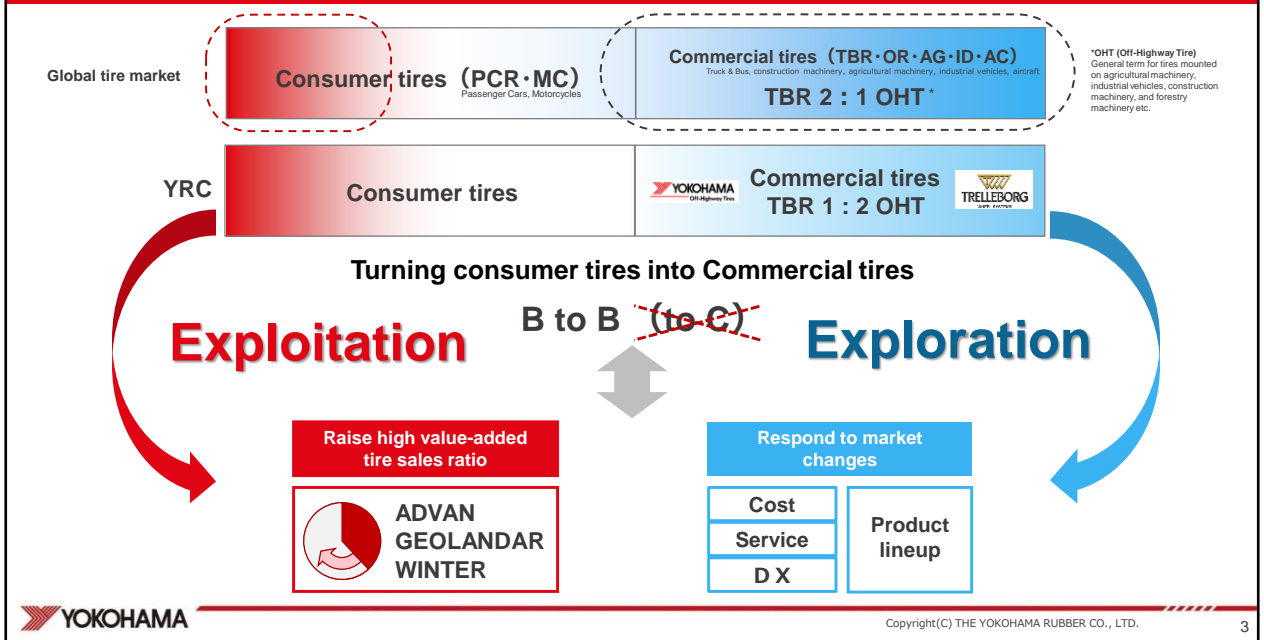 Global tire market
Consumer tires （PCR・MC）
Passenger Cars, Motorcycles
Commercial tires （TBR・OR・AG・ID・AC）
Truck & Bus, construction machinery, agricultural machinery, industrial vehicles, aircraft
TBR 2 : 1 OHT *
*OHT (Off-Highway Tire)
General term for tires mounted
on agricultural machinery,
industrial vehicles, construction
machinery, and forestry
machinery etc.
YRC
Consumer tires
YOKOHAMA
Off-Highway Tires
Commercial tires
TBR 1 : 2 OHT
TRELLEBORG
WHEEL SYSTEMS
Turning consumer tires into Commercial tires
B to B （to C）
Exploitation
Exploration
Raise high value-added
tire sales ratio
ADVAN
GEOLANDAR
WINTER
Respond to market
changes
Cost
Service
D X
Product
lineup
YOKOHAMA
Copyright(C) THE YOKOHAMA RUBBER CO., LTD.
3